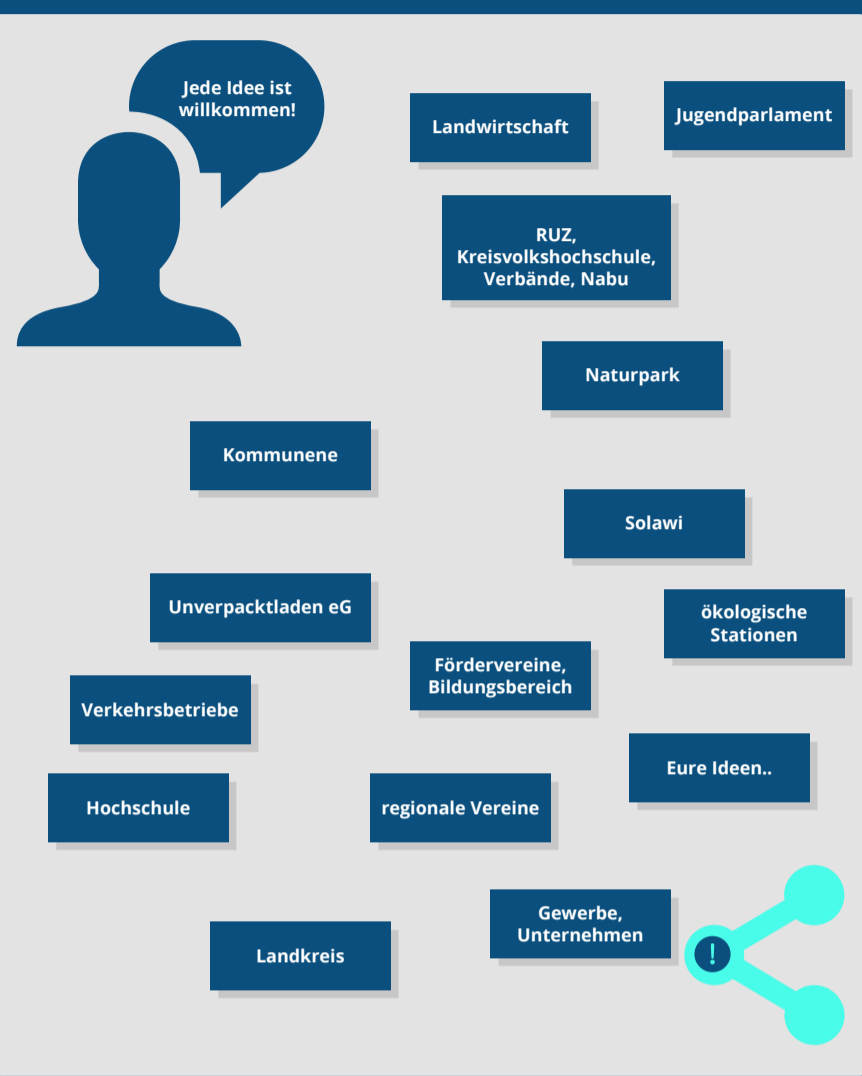 Jede Idee ist
willkommen!
Landwirtschaft
Jugendparlament
RUZ,
Kreisvolkshochschule,
Verbände, Nabu
Naturpark
Kommunene
Solawi
Unverpacktladen eG
ökologische
Stationen
Fördervereine,
Bildungsbereich
Verkehrsbetriebe
Eure Ideen..
Hochschule
regionale Vereine
Gewerbe,
Unternehmen
Landkreis
!